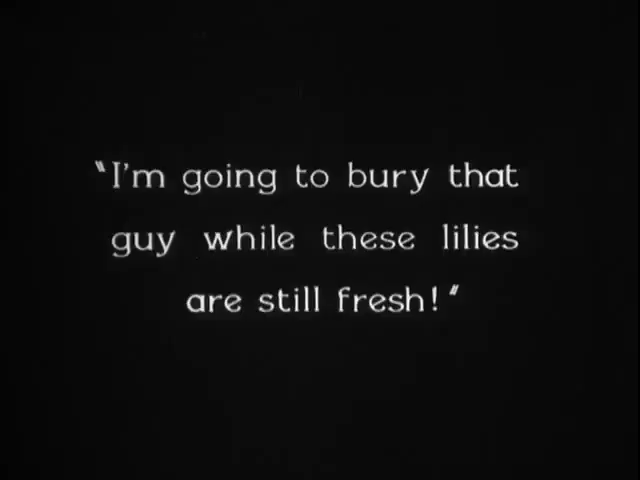 "I'm going to bury that
guy while these lilies
are still fresh!"